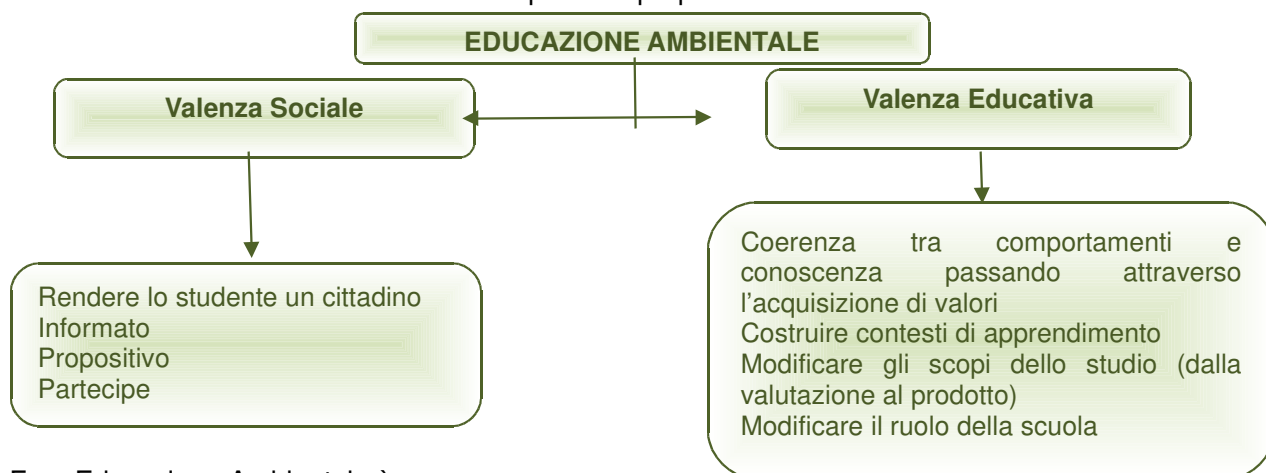 EDUCAZIONE AMBIENTALE
Valenza Sociale
Valenza Educativa
Rendere lo studente un cittadino
Informato
Propositivo
Partecipe
Coerenza tra comportamenti e
conoscenza passando attraverso
l'acquisizione di valori
Costruire contesti di apprendimento
Modificare gli scopi dello studio (dalla
valutazione al prodotto)
Modificare il ruolo della scuola